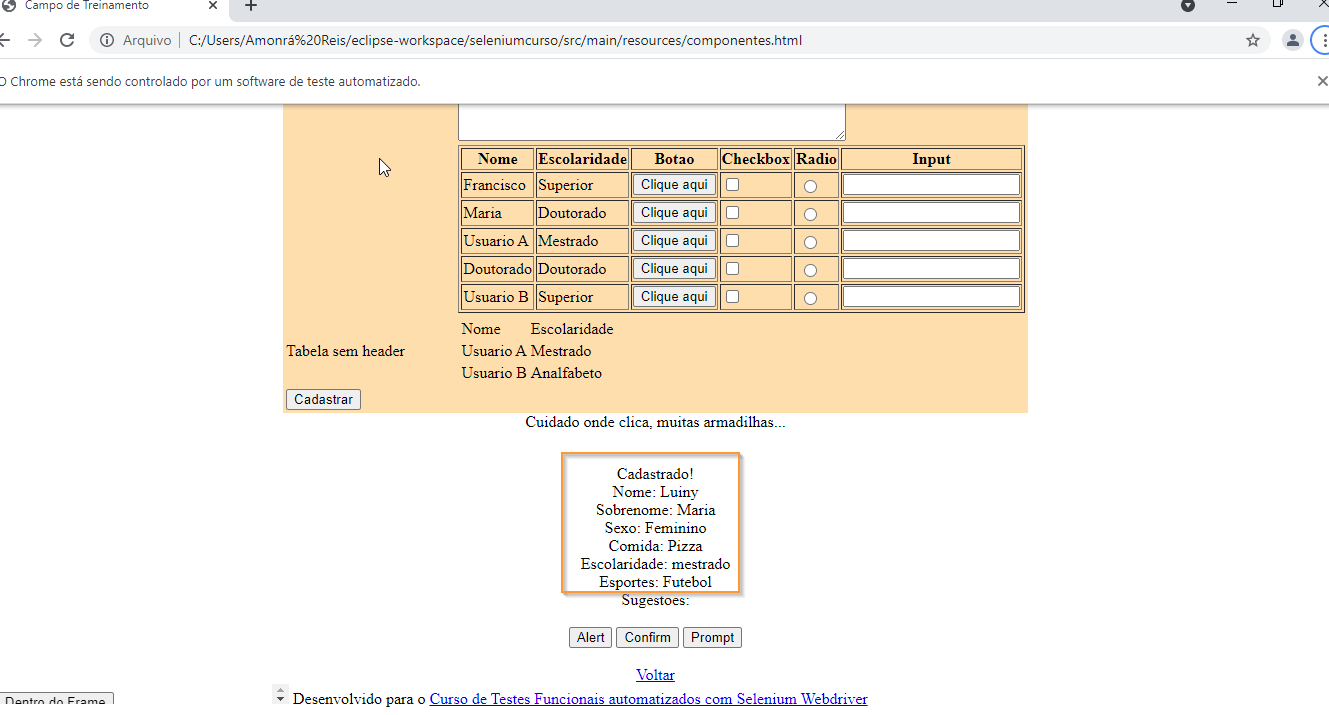 Campo de Treinamento
Arquivo C:/Users/Amonrá%20Reis/eclipse-workspace/seleniumcurso/src/main/resources/componentes.html
O Chrome está sendo controlado por um software de teste automatizado.
Nome Escolaridade Botao Checkbox Radio Input
Francisco Superior Clique aqui
Maria Doutorado Clique aqui
Usuario A Mestrado Clique aqui
Doutorado Doutorado Clique aqui
Usuario B Superior Clique aqui
Nome Escolaridade
Tabela sem header Usuario A Mestrado
Usuario B Analfabeto
Cadastrar
Cuidado onde clica, muitas armadilhas...
Cadastrado!
Nome: Luiny
Sobrenome: Maria
Sexo: Feminino
Comida: Pizza
Escolaridade: mestrado
Esportes: Futebol
Sugestoes:
Alert Confirm Prompt
Voltar
Dentro do Frame Desenvolvido para o Curso de Testes Funcionais automatizados com Selenium Webdriver